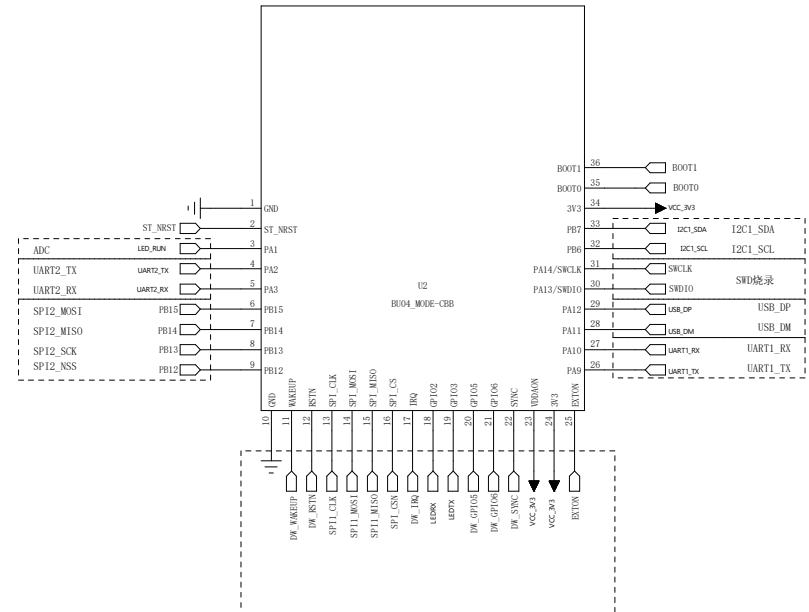 BOOT1 36 BOOT1
BOOT0 35 BOOT0
1 GND 3V3 34 VCC_3V3
ST_NRST 2 ST_NRST PB7 33 I2C1_SDA I2C1_SDA
ADC LED_RUN 3 PA1 PB6 32 I2C1_SCL I2C1_SCL
UART2_TX UART2_TX 4 PA2 PA14/SWCLK 31 SWCLK
SWD烧录
UART2_RX UART2_RX 5 PA3 U2 PA13/SWDIO 30 SWDIO
BU04_MODE-CBB
SPI2_MOSI PB15 6 PB15 PA12 29 USB_DP USB_DP
SPI2_MISO PB14 7 PB14 PA11 28 USB_DM USB_DM
SPI2_SCK PB13 8 PB13 PA10 27 UART1_RX UART1_RX
SPI2_NSS PB12 9 PB12 PA9 26 UART1_TX UART1_TX
GND 10
WAKEUP 11 DW_WAKEUP
RSTN 12 DW_RSTN
SPI_CLK 13 SPI1_CLK
SPI_MOSI 14 SPI1_MOSI
SPI_MISO 15 SPI1_MISO
SPI_CS 16 SPI_CSN
IRQ 17 DW_IRQ
GPIO2 18 LEDRX
GPIO3 19 LEDTX
GPIO5 20 DW_GPIO5
GPIO6 21 DW_GPIO6
SYNC 22 DW_SYNC
VDDAON 23 VCC_3V3
3V3 24 VCC_3V3
EXTON 25 EXTON